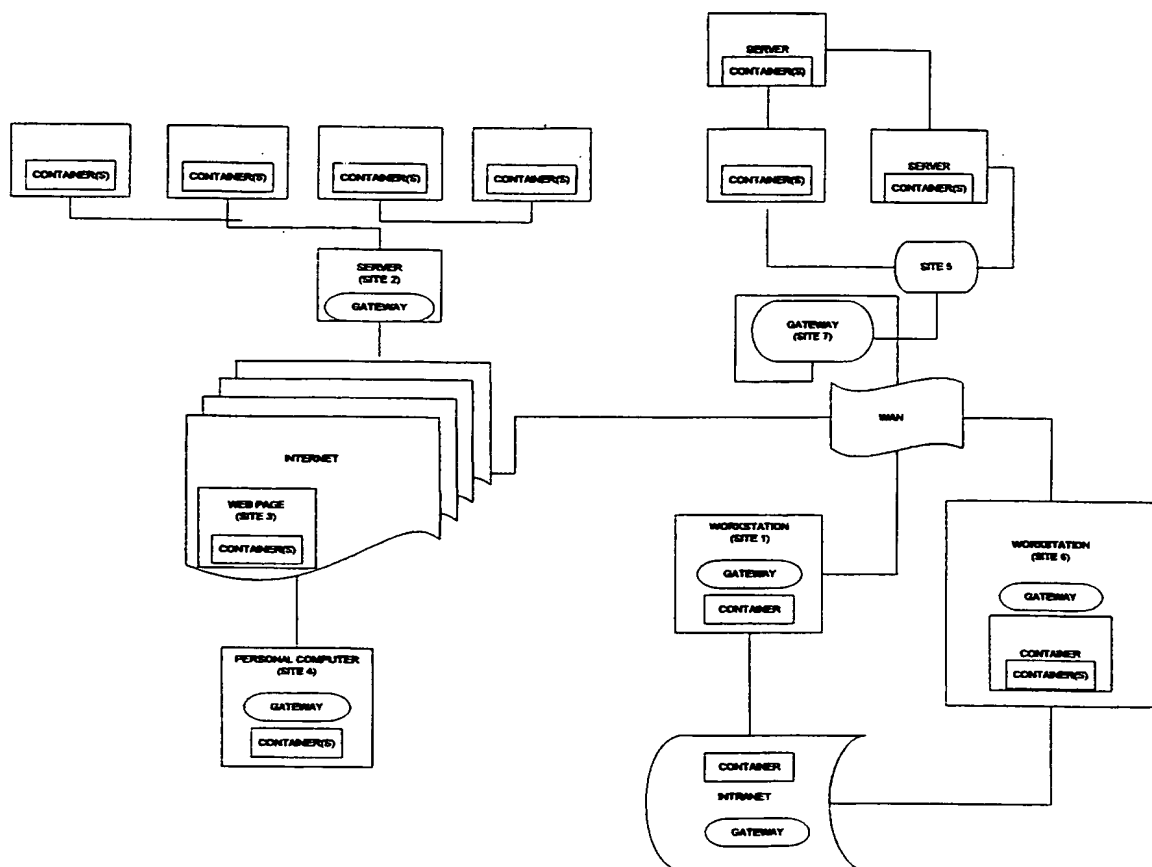 SERVER
CONTAINER(S)
CONTAINER(S)
CONTAINER(S)
CONTAINER(S)
CONTAINER(S)
CONTAINER(S)
SERVER
CONTAINER(S)
SERVER
(SITE 2)
GATEWAY
SITE 5
GATEWAY
(SITE 7)
WAN
INTERNET
WEB PAGE
(SITE 3)
CONTAINER(S)
WORKSTATION
(SITE 1)
GATEWAY
CONTAINER
WORKSTATION
(SITE 6)
GATEWAY
CONTAINER
CONTAINER(S)
PERSONAL COMPUTER
(SITE 4)
GATEWAY
CONTAINER(S)
CONTAINER
INTRANET
GATEWAY